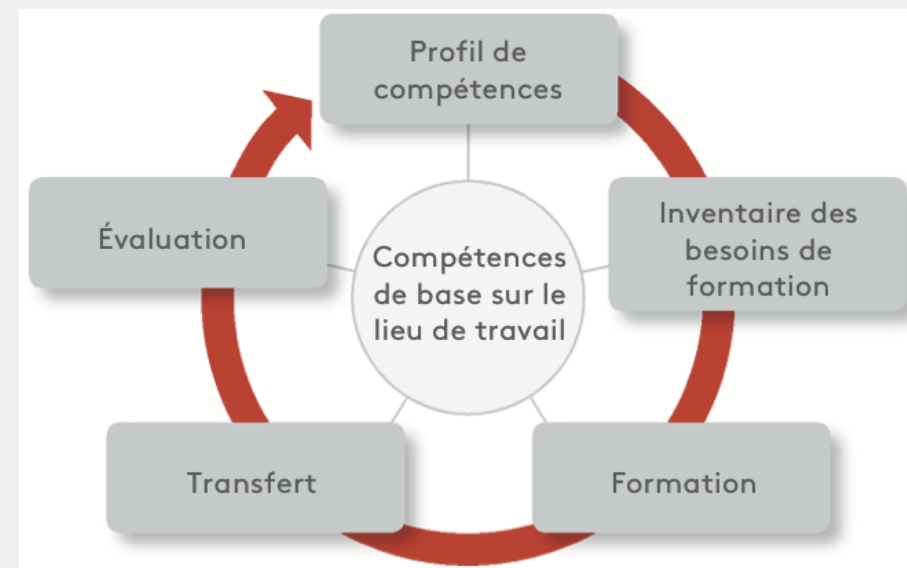 Profil de
compétences
Inventaire des
besoins de
formation
Évaluation
Compétences
de base sur le
lieu de travail
Transfert
Formation